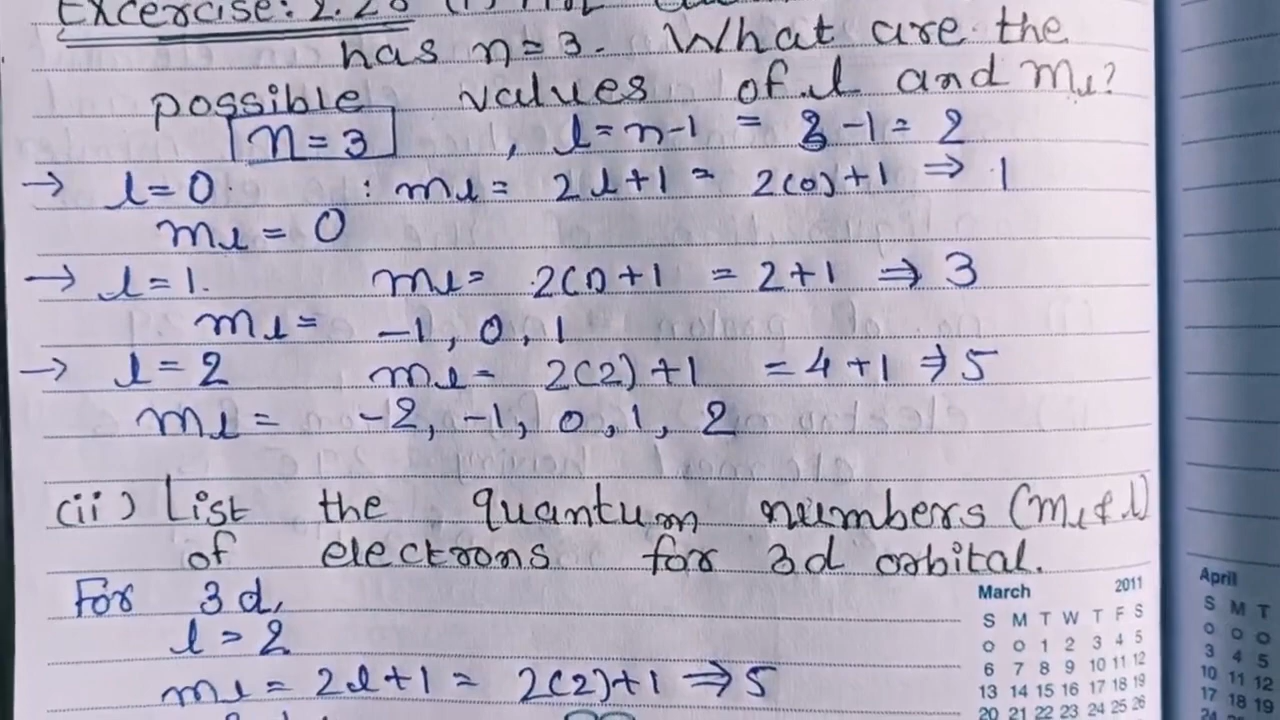 Excercise: 2.28 (i)
has n = 3. What are the
possible values of l and ml?
n = 3 , l = n-1 = 3 -1 = 2
→ l = 0. : ml = 2l+1 = 2(0)+1 ⇒ 1
ml = 0
→ l = 1. ml = 2(1)+1 = 2+1 ⇒ 3
ml = -1, 0, 1
→ l = 2 ml = 2(2)+1 = 4+1 ⇒ 5
ml = -2, -1, 0, 1, 2
(ii) List the quantum numbers (ml & l)
of electrons for 3d orbital.
For 3d,
l = 2
ml = 2l+1 = 2(2)+1 ⇒ 5
March 2011
S M T W T F S
0 0 1 2 3 4 5
6 7 8 9 10 11 12
13 14 15 16 17 18 19
20 21 22 23 24 25 26
April
S M T
0 0 0
3 4 5
10 11 12
17 18 19
24